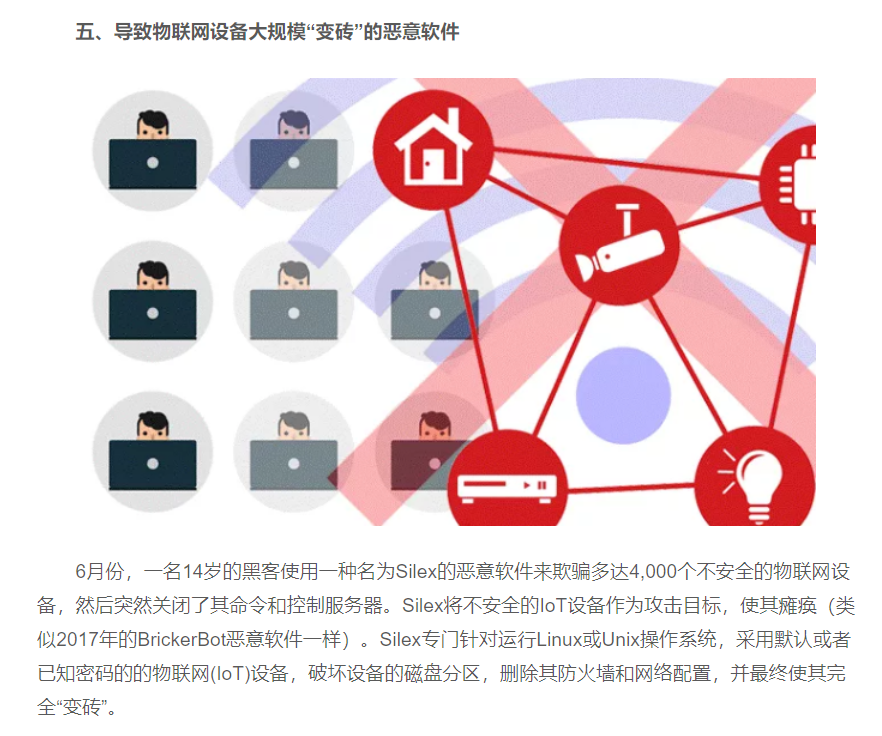 五、导致物联网设备大规模“变砖”的恶意软件
6月份，一名14岁的黑客使用一种名为Silex的恶意软件来欺骗多达4,000个不安全的物联网设
备，然后突然关闭了其命令和控制服务器。Silex将不安全的IoT设备作为攻击目标，使其瘫痪（类
似2017年的BrickerBot恶意软件一样）。Silex专门针对运行Linux或Unix操作系统，采用默认或者
已知密码的的物联网(IoT)设备，破坏设备的磁盘分区，删除其防火墙和网络配置，并最终使其完
全“变砖”。